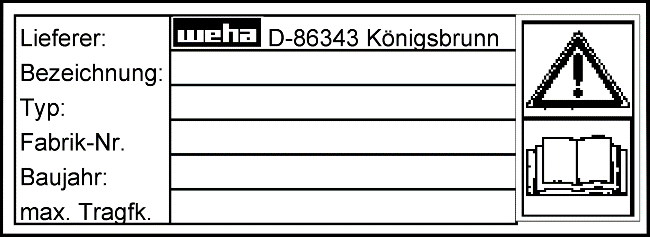 Lieferer: weha D-86343 Königsbrunn
Bezeichnung:
Typ:
Fabrik-Nr.
Baujahr:
max. Tragfk.